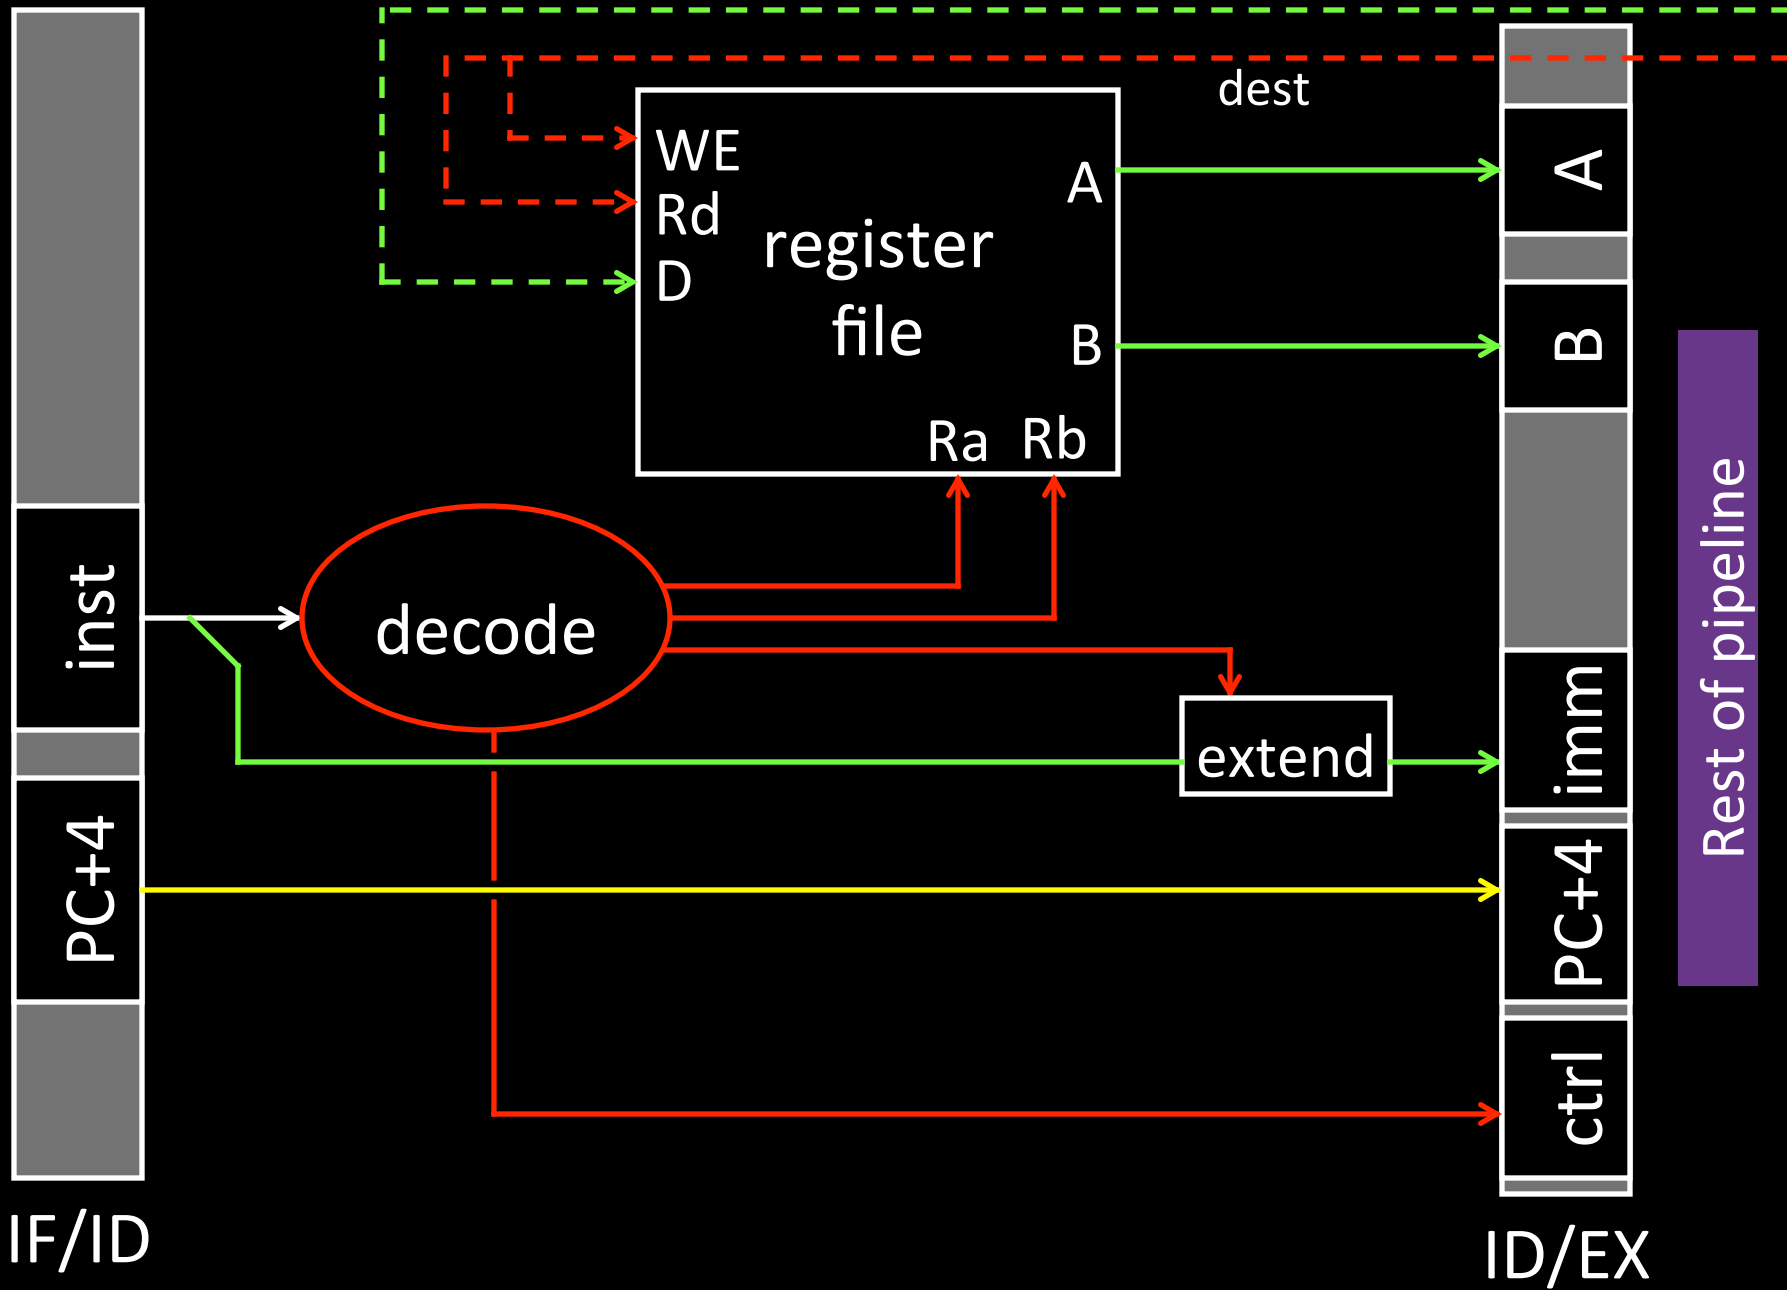 dest
WE
Rd
D
register
file
A
B
Ra
Rb
A
B
inst
decode
extend
imm
PC+4
PC+4
ctrl
Rest of pipeline
IF/ID
ID/EX